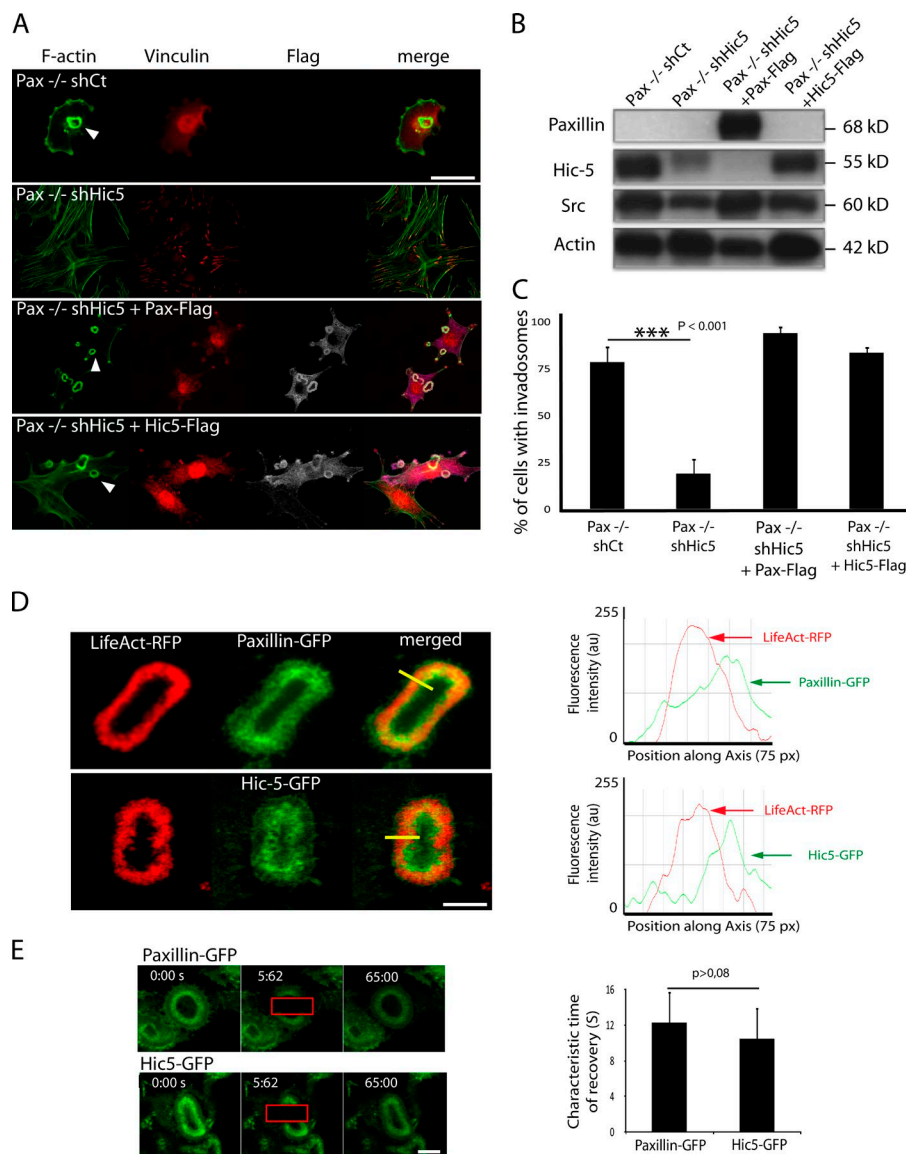 A
F-actin Vinculin Flag merge
Pax -/- shCt
Pax -/- shHic5
Pax -/- shHic5 + Pax-Flag
Pax -/- shHic5 + Hic5-Flag
B
Pax -/- shCt
Pax -/- shHic5
Pax -/- shHic5
+Pax-Flag
Pax -/- shHic5
+Hic5-Flag
Paxillin 68 kD
Hic-5 55 kD
Src 60 kD
Actin 42 kD
C
% of cells with invadosomes
100
75
50
25
0
*** P < 0.001
Pax -/-
shCt
Pax -/-
shHic5
Pax -/-
shHic5
+ Pax-Flag
Pax -/-
shHic5
+ Hic5-Flag
D
LifeAct-RFP Paxillin-GFP merged
Hic-5-GFP
255
Fluorescence
intensity (au)
0
LifeAct-RFP
Paxillin-GFP
Position along Axis (75 px)
255
Fluorescence
intensity (au)
0
LifeAct-RFP
Hic5-GFP
Position along Axis (75 px)
E
Paxillin-GFP
0:00 s 5:62 65:00
Hic5-GFP
0:00 s 5:62 65:00
p>0,08
Characteristic time
of recovery (S)
16
12
8
4
0
Paxillin-GFP Hic5-GFP